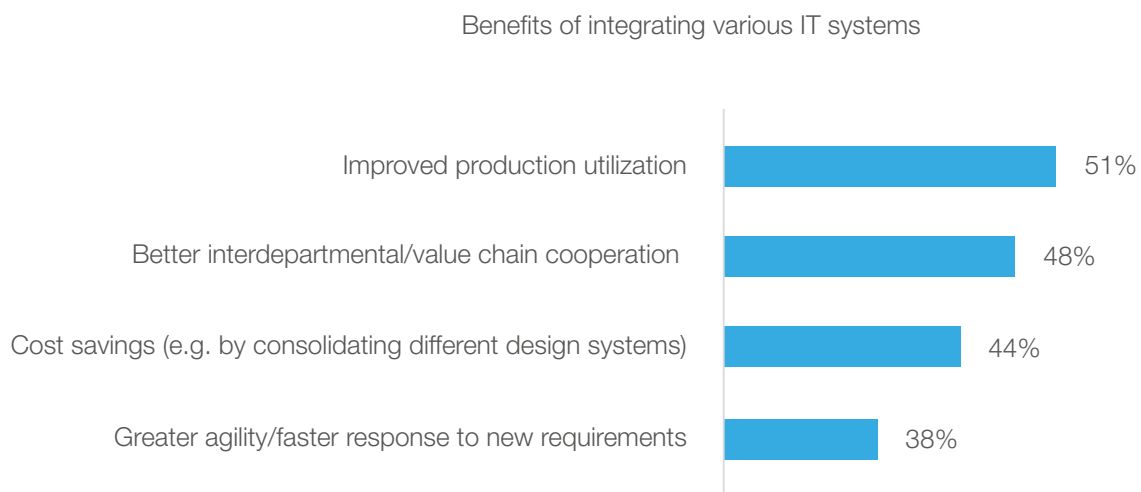 Benefits of integrating various IT systems
Improved production utilization 51%
Better interdepartmental/value chain cooperation 48%
Cost savings (e.g. by consolidating different design systems) 44%
Greater agility/faster response to new requirements 38%